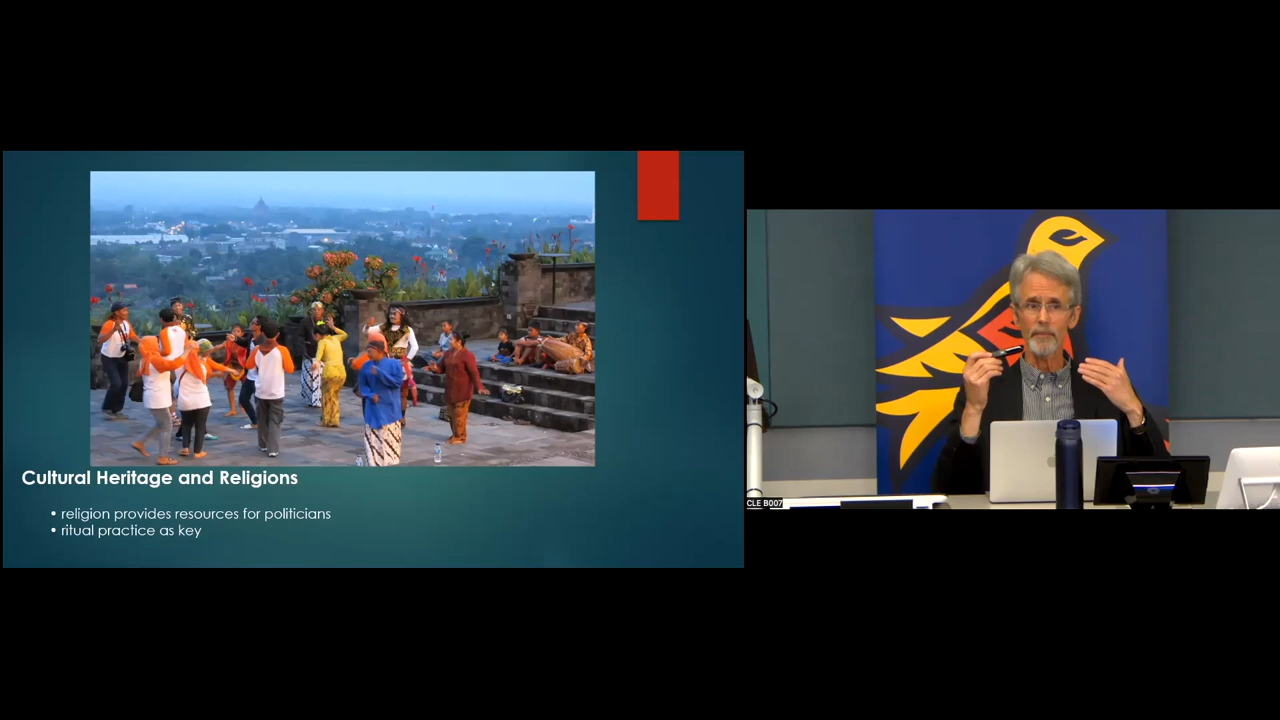 Cultural Heritage and Religions
• religion provides resources for politicians
• ritual practice as key
CLE B007